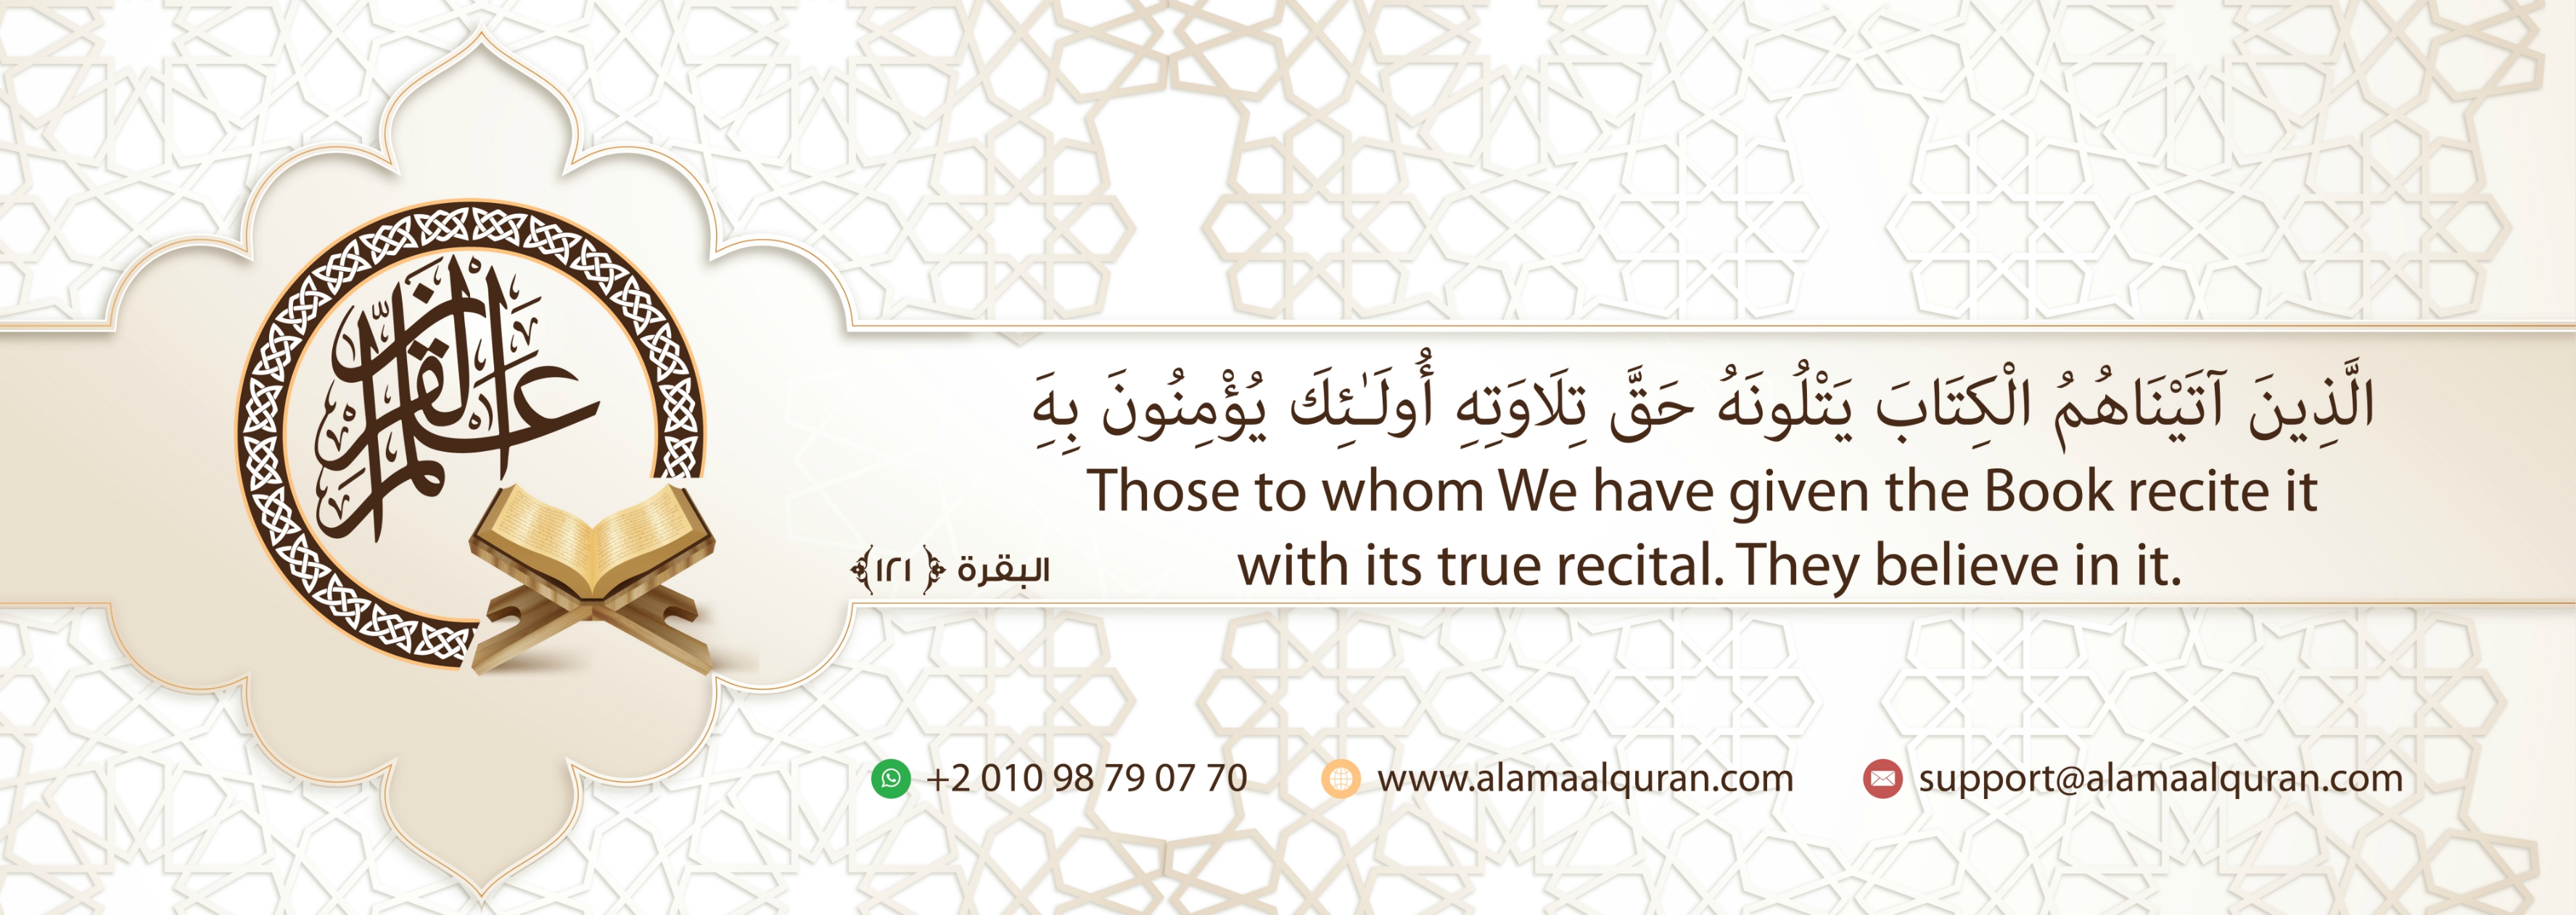 علم القرآن
الَّذِينَ آتَيْنَاهُمُ الْكِتَابَ يَتْلُونَهُ حَقَّ تِلَاوَتِهِ أُولَـٰئِكَ يُؤْمِنُونَ بِهِ
Those to whom We have given the Book recite it
with its true recital. They believe in it.
البقرة ﴿١٢١﴾
+2 010 98 79 07 70
www.alamaalquran.com
support@alamaalquran.com